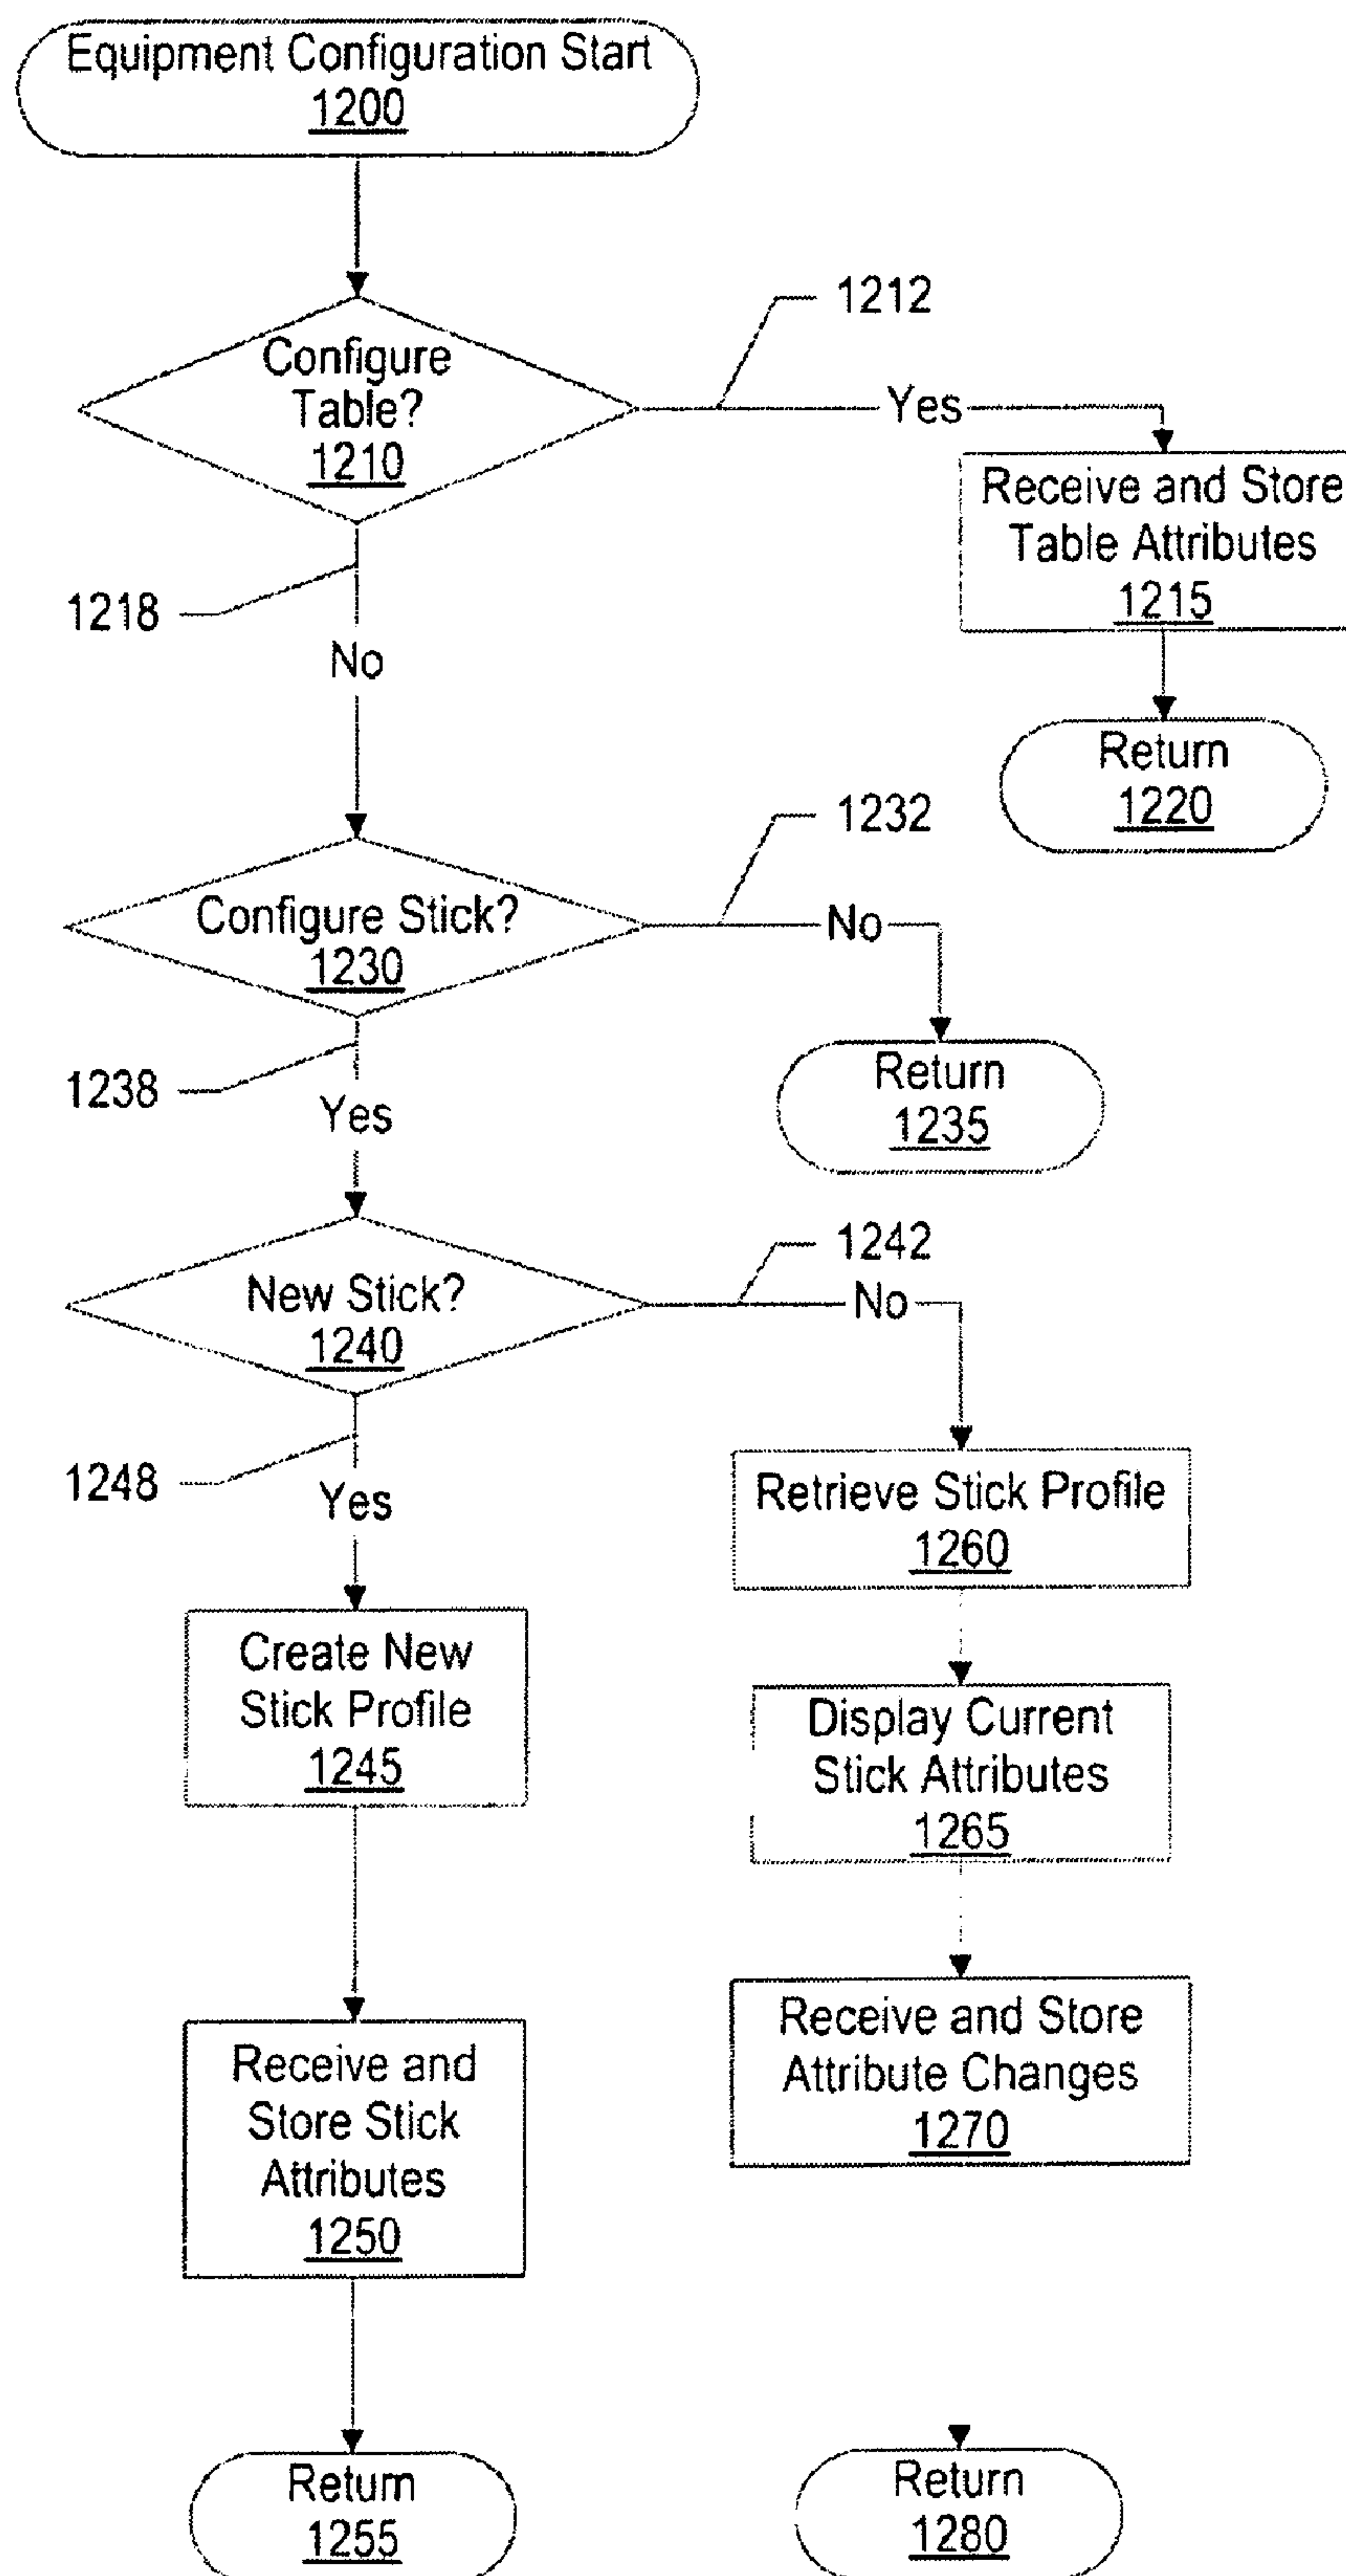 Equipment Configuration Start
1200
1212
Configure
Table?
1210
Yes
Receive and Store
Table Attributes
1215
1218
No
Return
1220
1232
Configure Stick?
1230
No
1238
Yes
Return
1235
1242
New Stick?
1240
No
1248
Yes
Retrieve Stick Profile
1260
Create New
Stick Profile
1245
Display Current
Stick Attributes
1265
Receive and
Store Stick
Attributes
1250
Receive and Store
Attribute Changes
1270
Return
1255
Return
1280